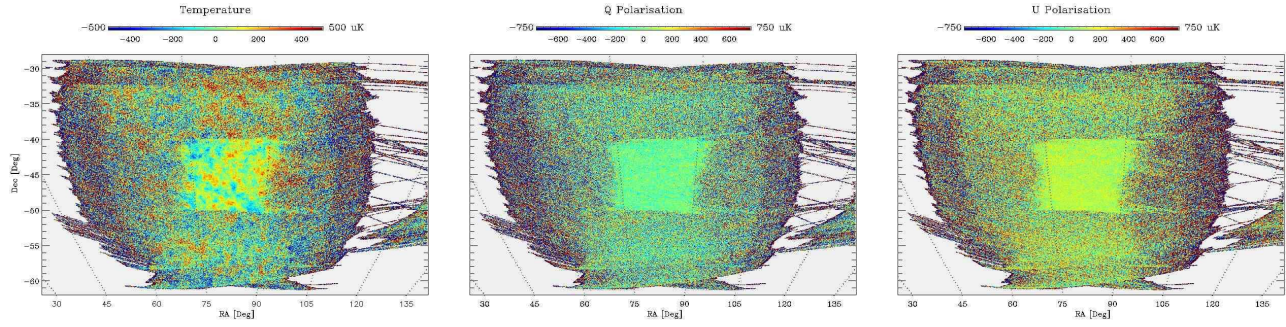 Temperature
−500 500 uK
−400 −200 0 200 400
−30
−35
−40
−45
−50
−55
−60
Dec [Deg]
30 45 60 75 90 105 120 135
RA [Deg]
Q Polarisation
−750 750 uK
−600 −400 −200 0 200 400 600
30 45 60 75 90 105 120 135
RA [Deg]
U Polarisation
−750 750 uK
−600 −400 −200 0 200 400 600
30 45 60 75 90 105 120 135
RA [Deg]